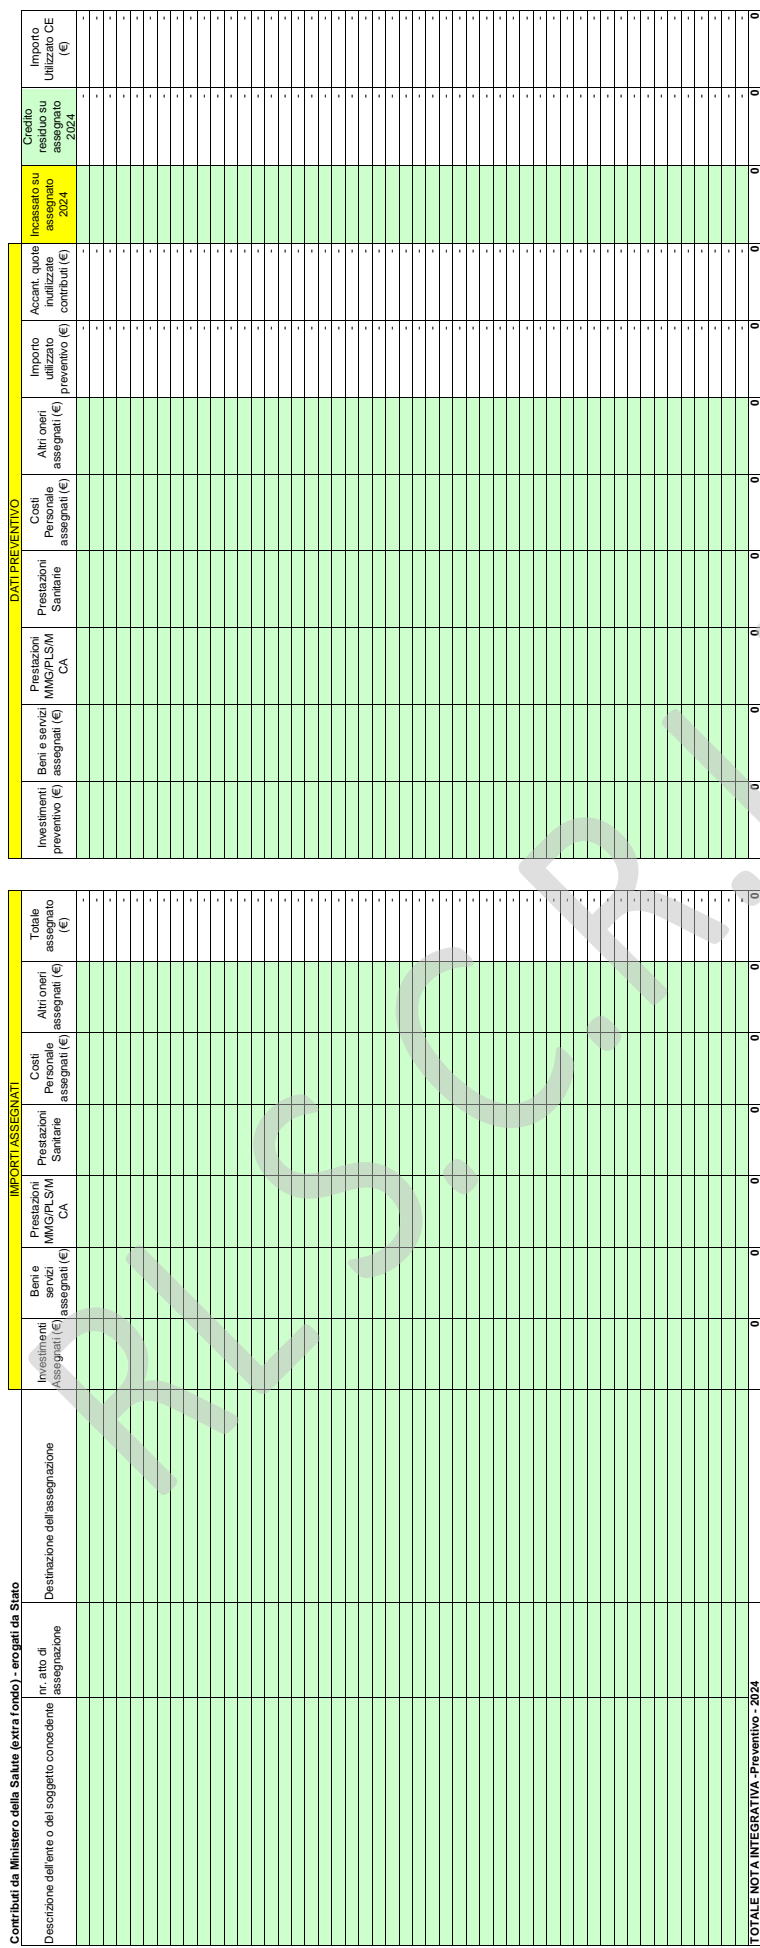 Contributi da Ministero della Salute (extra fondo) - erogati da Stato
IMPORTI ASSEGNATI
DATI PREVENTIVO
Descrizione dell'ente o del soggetto concedente
nr. atto di
assegnazione
Destinazione dell'assegnazione
Investimenti
Assegnati (€)
Beni e
servizi
assegnati (€)
Prestazioni
MMG/PLS/M
CA
Prestazioni
Sanitarie
Costi
Personale
assegnati (€)
Altri oneri
assegnati (€)
Totale
assegnato
(€)
Investimenti
preventivo (€)
Beni e servizi
assegnati (€)
Prestazioni
MMG/PLS/M
CA
Prestazioni
Sanitarie
Costi
Personale
assegnati (€)
Altri oneri
assegnati (€)
Importo
utilizzato
preventivo (€)
Accant. quote
inutilizzate
contributi (€)
Incassato su
assegnato
2024
Credito
residuo su
assegnato
2024
Importo
Utilizzato CE
(€)
TOTALE NOTA INTEGRATIVA -Preventivo - 2024 0 0 0 0 0 0 0 0 0 0 0 0 0 0 0 0 0 0
RL S.C.R.I